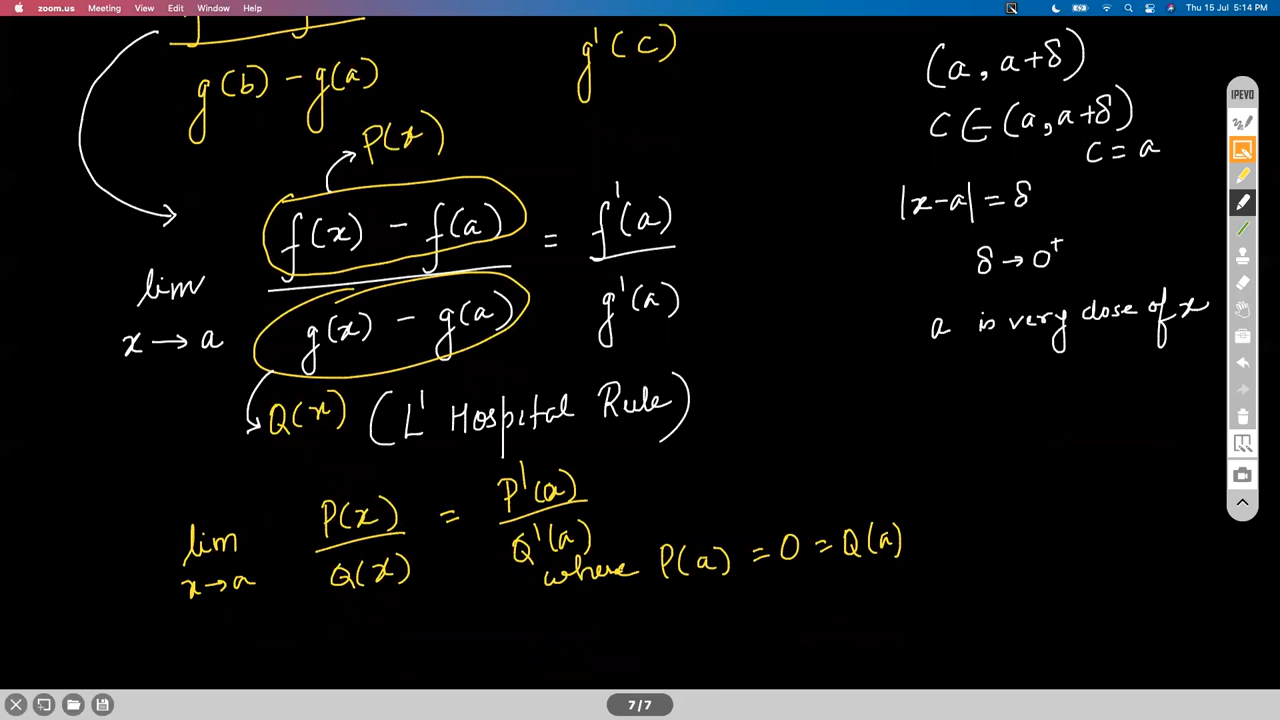 zoom.us Meeting View Edit Window Help Thu 15 Jul 5:14 PM
g(b) - g(a) g'(c)
(a, a+δ)
c ∈ (a, a+δ)
c = a
P(x)
|x-a| = δ
δ → 0⁺
a is very close of x
lim x → a f(x) - f(a) / g(x) - g(a) = f'(a) / g'(a)
Q(x) (L' Hospital Rule)
lim x→a P(x) / Q(x) = P'(a) / Q'(a)
where P(a) = 0 = Q(a)
IPEVO
7/7